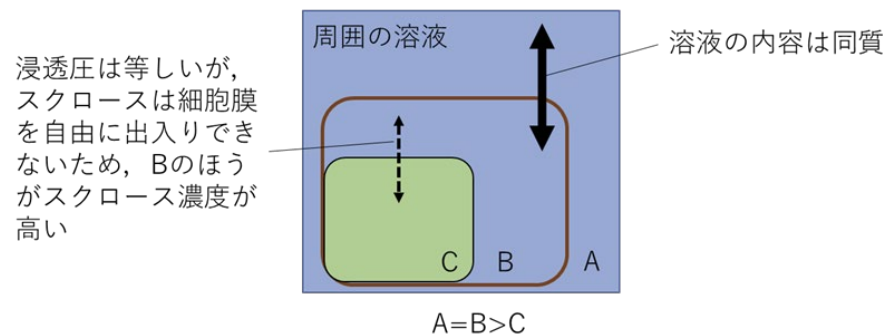 周囲の溶液
溶液の内容は同質
浸透圧は等しいが，
スクロースは細胞膜
を自由に出入りでき
ないため，Bのほう
がスクロース濃度が
高い
C
B
A
A=B>C